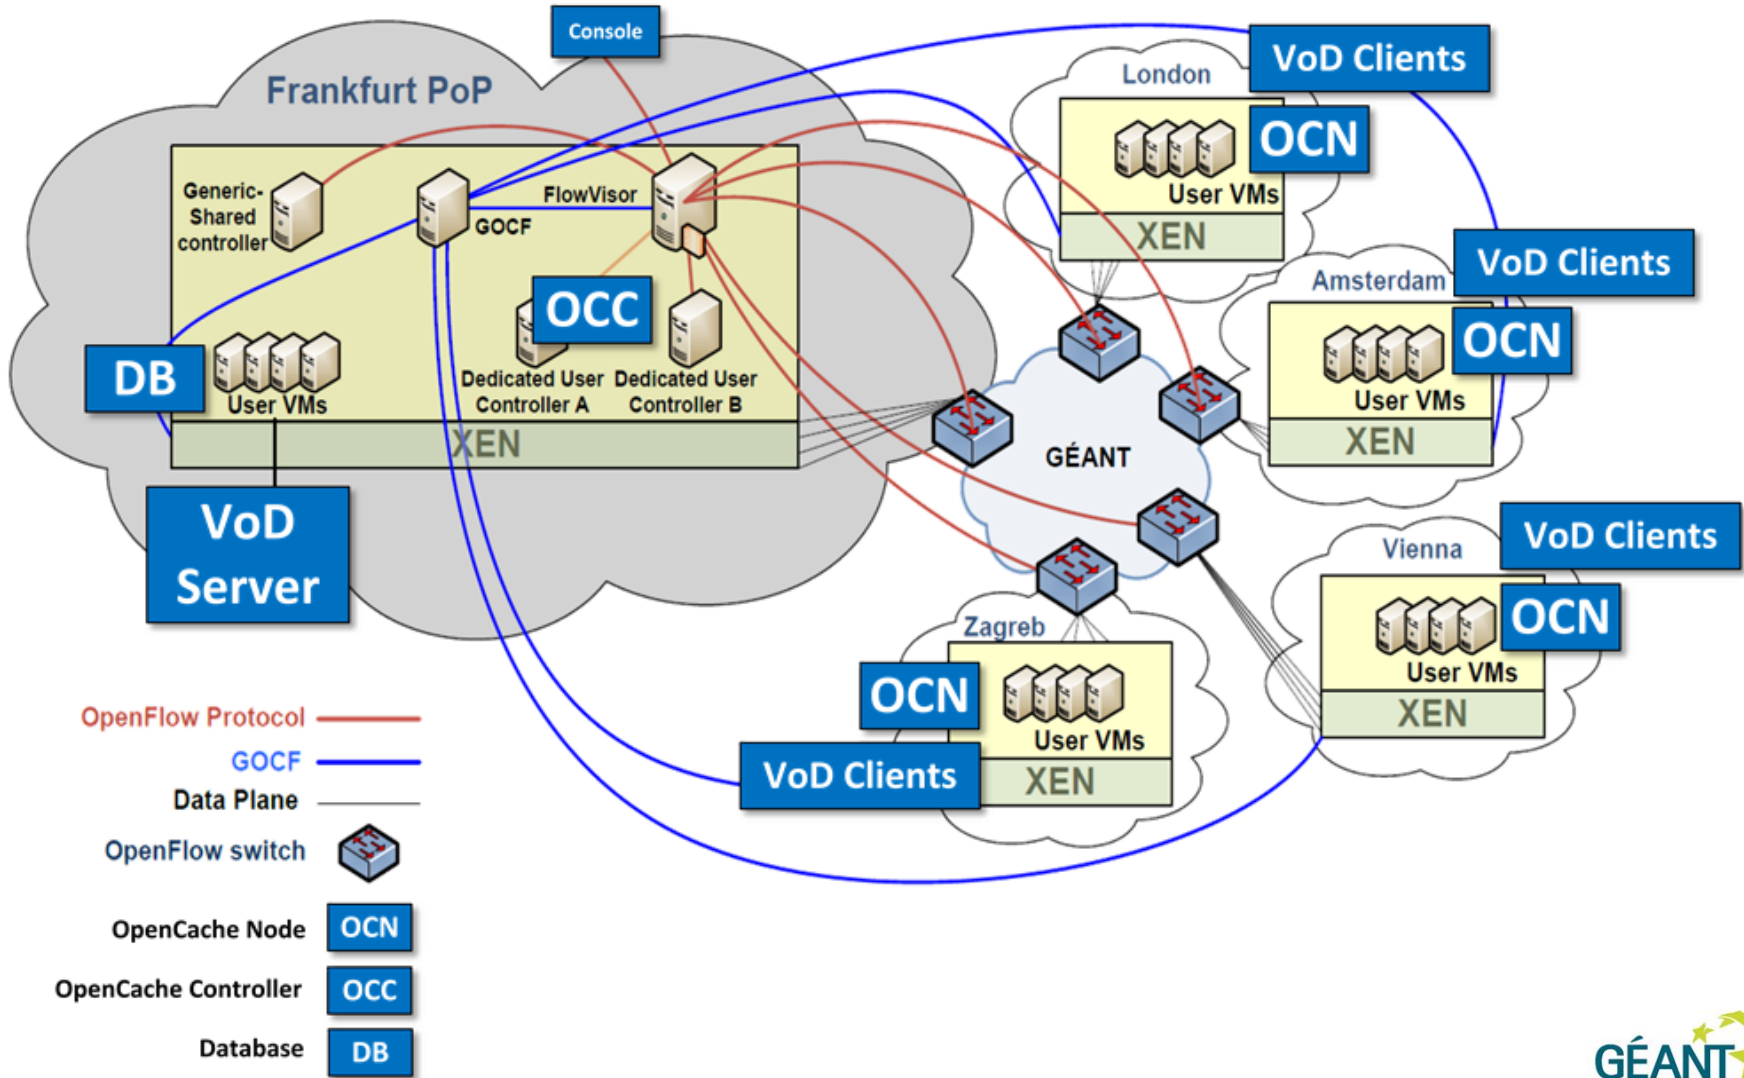 Console
Frankfurt PoP
Generic-
Shared
controller
GOCF
FlowVisor
OCC
Dedicated User
Controller A
Dedicated User
Controller B
DB
User VMs
XEN
VoD
Server
London
VoD Clients
OCN
User VMs
XEN
Amsterdam
VoD Clients
OCN
User VMs
XEN
GÉANT
Vienna
VoD Clients
OCN
User VMs
XEN
Zagreb
OCN
User VMs
VoD Clients
XEN
OpenFlow Protocol
GOCF
Data Plane
OpenFlow switch
OpenCache Node
OCN
OpenCache Controller
OCC
Database
DB
GÉANT